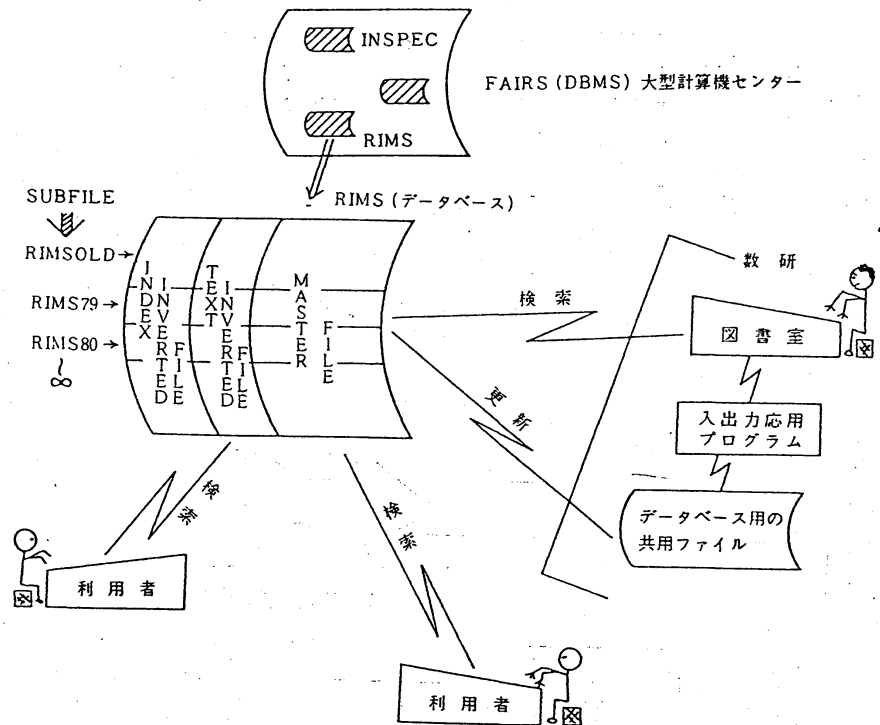 INSPEC
FAIRS (DBMS) 大型計算機センター
RIMS
RIMS (データベース)
SUBFILE
RIMSOLD
RIMS79
RIMS80
∞
INDEX
INVERTED
FILE
TEXT
INVERTED
FILE
MASTER
FILE
検索
更新
検索
検索
数研
図書室
入出力応用
プログラム
データベース用の
共用ファイル
利用者
利用者